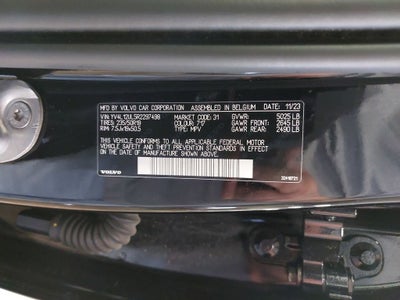 MFD BY VOLVO CAR CORPORATION ASSEMBLED IN BELGIUM 11/23
VIN: YV4L12UL5R2297498 MARKET CODE: 31 GVWR: 5025 LB
TIRES: 235/50R19 COLOUR: 717 GAWR FRONT: 2645 LB
RIM: 7.5Jx19x50.5 TYPE: MPV GAWR REAR: 2490 LB
THIS VEHICLE CONFORMS TO ALL APPLICABLE FEDERAL MOTOR
VEHICLE SAFETY AND THEFT PREVENTION STANDARDS IN EFFECT
ON THE DATE OF MANUFACTURE SHOWN ABOVE.
VOLVO